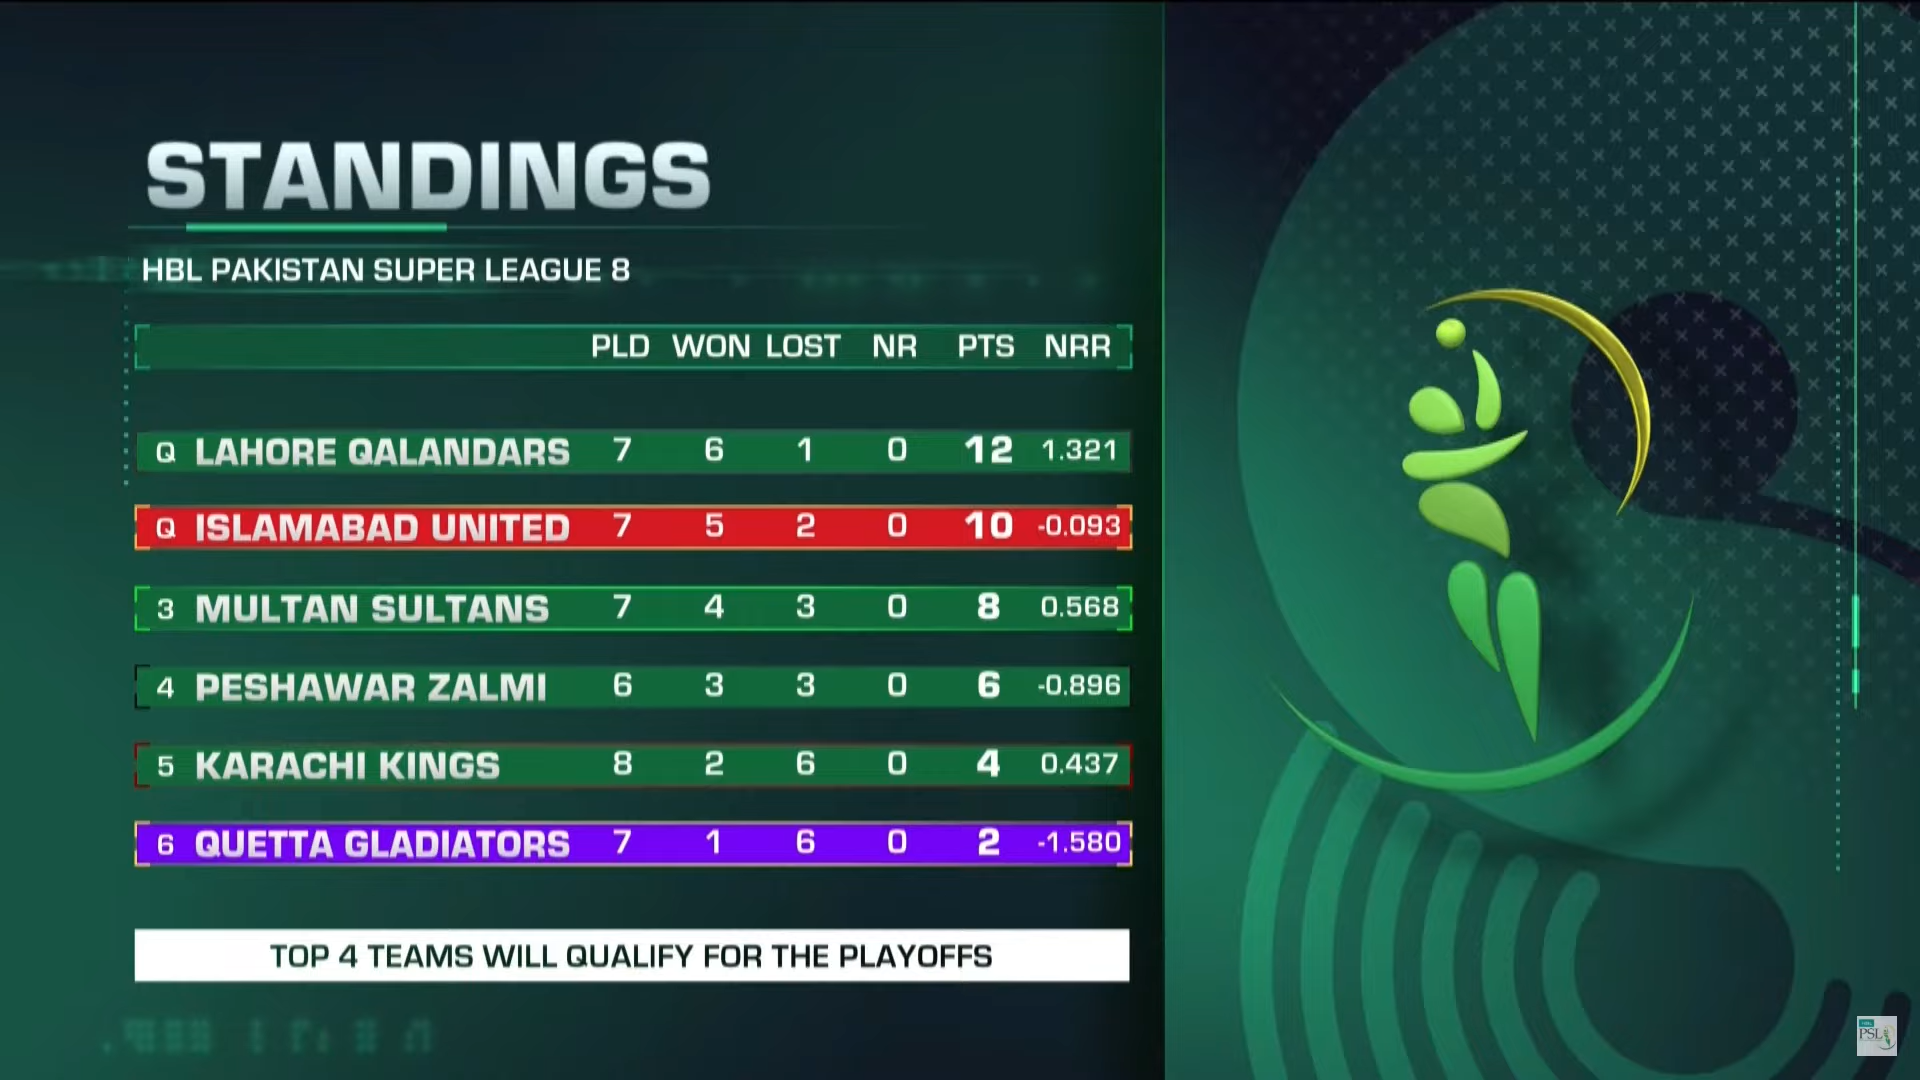 STANDINGS
HBL PAKISTAN SUPER LEAGUE 8
PLD WON LOST NR PTS NRR
Q LAHORE QALANDARS 7 6 1 0 12 1.321
Q ISLAMABAD UNITED 7 5 2 0 10 -0.093
3 MULTAN SULTANS 7 4 3 0 8 0.568
4 PESHAWAR ZALMI 6 3 3 0 6 -0.896
5 KARACHI KINGS 8 2 6 0 4 0.437
6 QUETTA GLADIATORS 7 1 6 0 2 -1.580
TOP 4 TEAMS WILL QUALIFY FOR THE PLAYOFFS
PSL